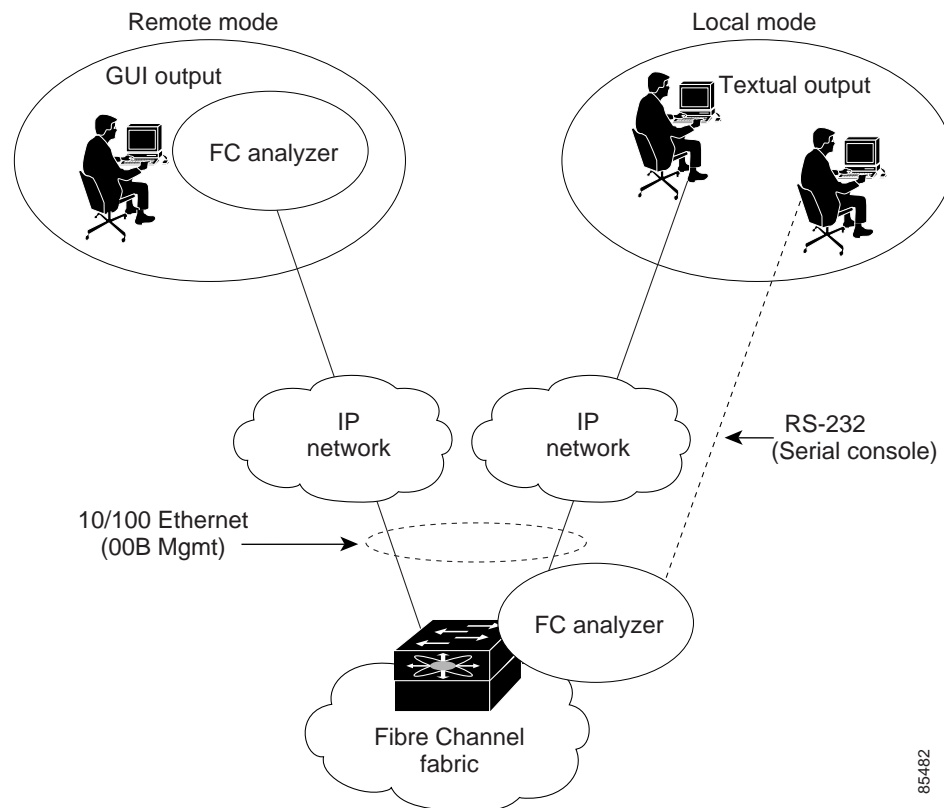 Remote mode
Local mode
GUI output
Textual output
FC analyzer
IP
network
IP
network
RS-232
(Serial console)
10/100 Ethernet
(00B Mgmt)
FC analyzer
Fibre Channel
fabric
85482